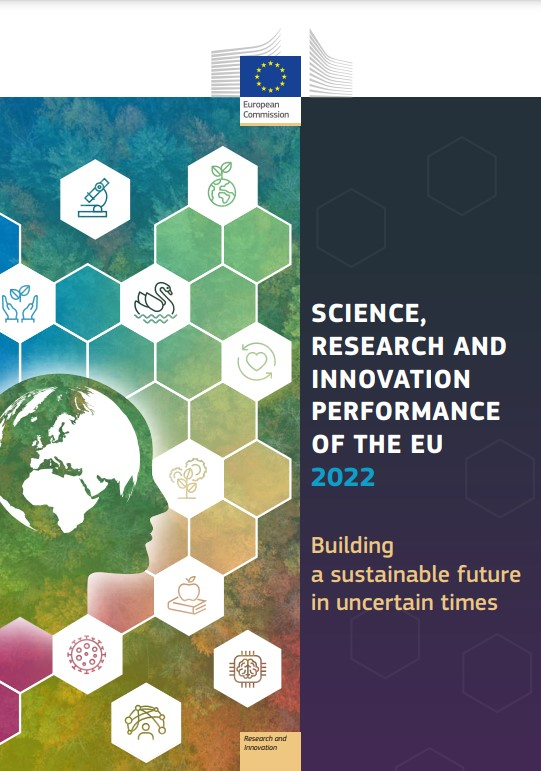 European
Commission
SCIENCE,
RESEARCH AND
INNOVATION
PERFORMANCE
OF THE EU
2022
Building
a sustainable future
in uncertain times
Research and
Innovation